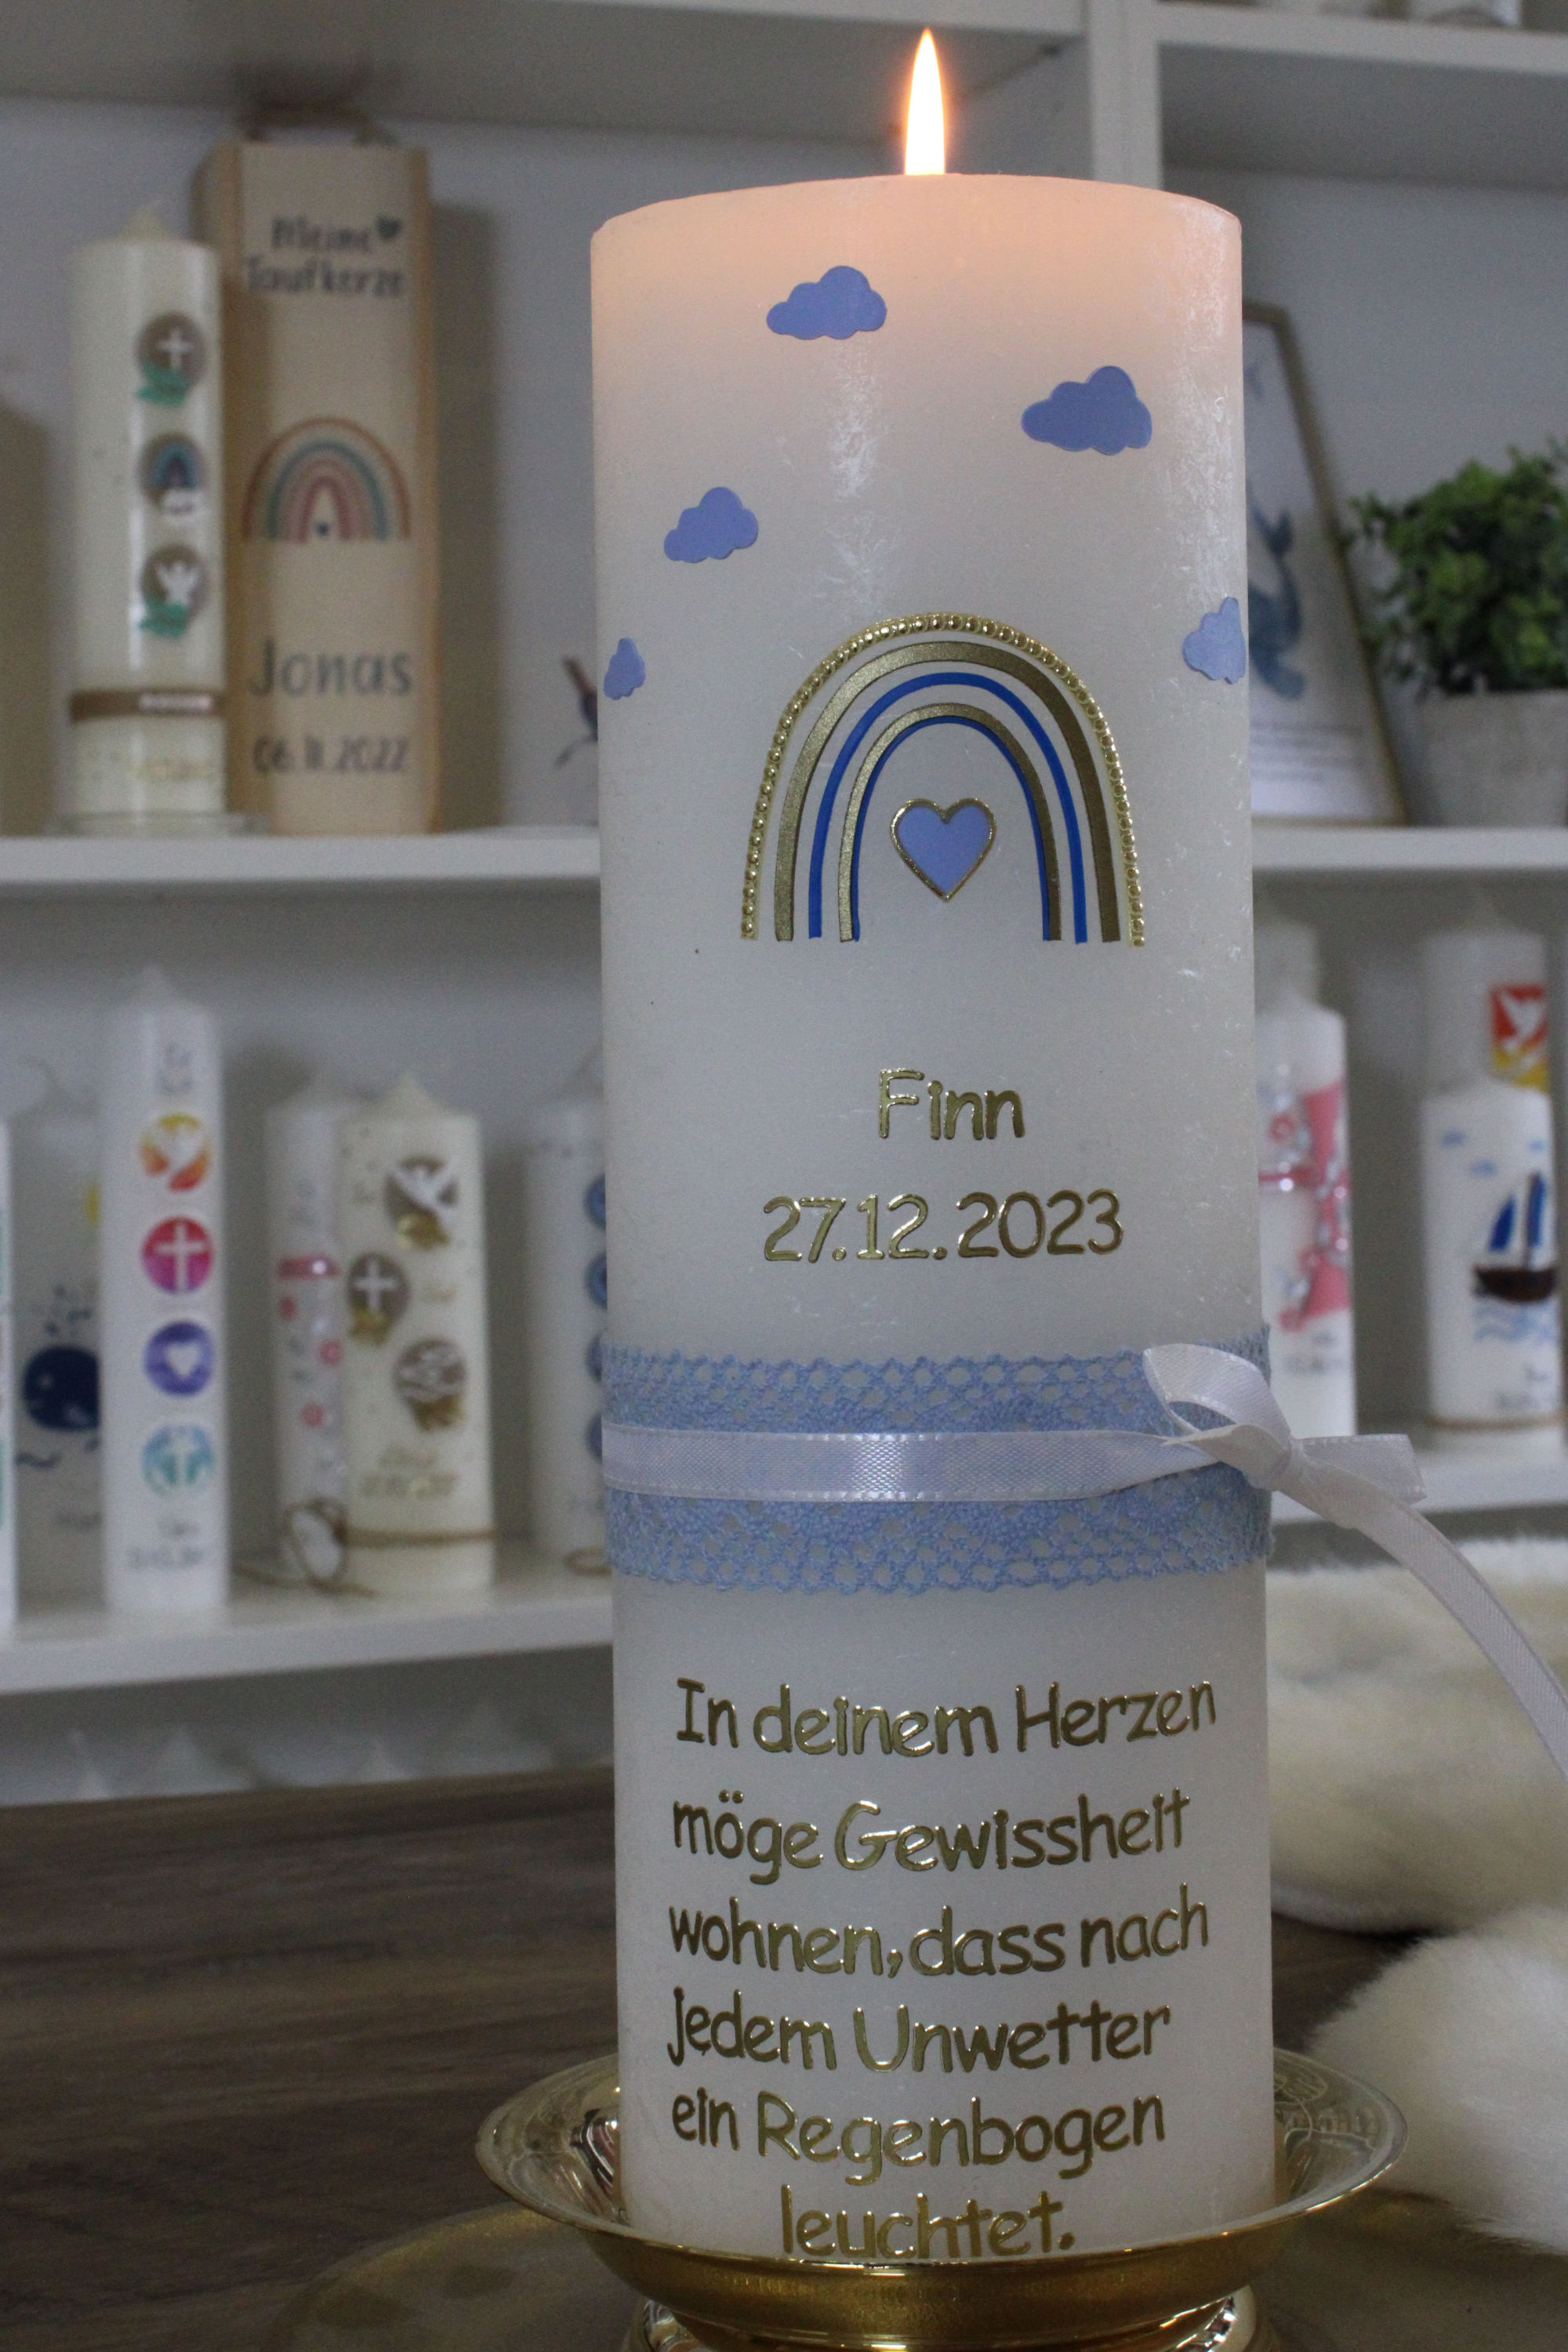 Meine
Taufkerze
Jonas
06.11.2022
Finn
27.12.2023
In deinem Herzen
möge Gewissheit
wohnen, dass nach
jedem Unwetter
ein Regenbogen
leuchtet.